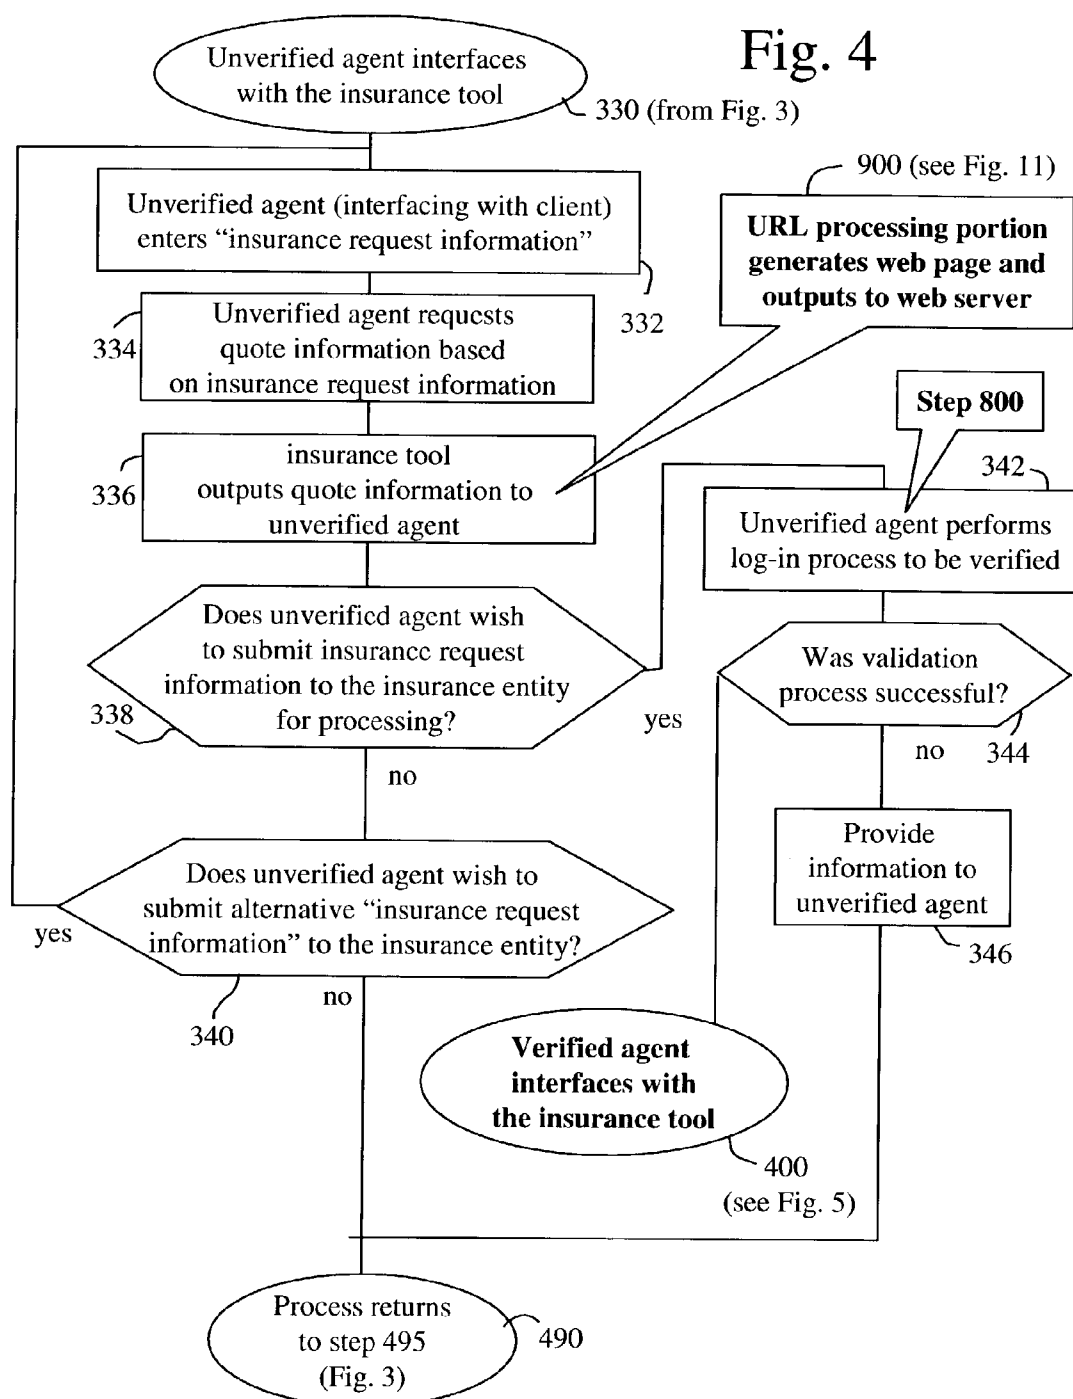 Fig. 4
Unverified agent interfaces
with the insurance tool
330 (from Fig. 3)
Unverified agent (interfacing with client)
enters “insurance request information”
332
900 (see Fig. 11)
URL processing portion
generates web page and
outputs to web server
334
Unverified agent requests
quote information based
on insurance request information
Step 800
336
insurance tool
outputs quote information to
unverified agent
342
Unverified agent performs
log-in process to be verified
Does unverified agent wish
to submit insurance request
information to the insurance entity
for processing?
338
yes
no
Was validation
process successful?
344
no
Provide
information to
unverified agent
346
Does unverified agent wish to
submit alternative “insurance request
information” to the insurance entity?
yes
340
no
Verified agent
interfaces with
the insurance tool
400
(see Fig. 5)
Process returns
to step 495
(Fig. 3)
490